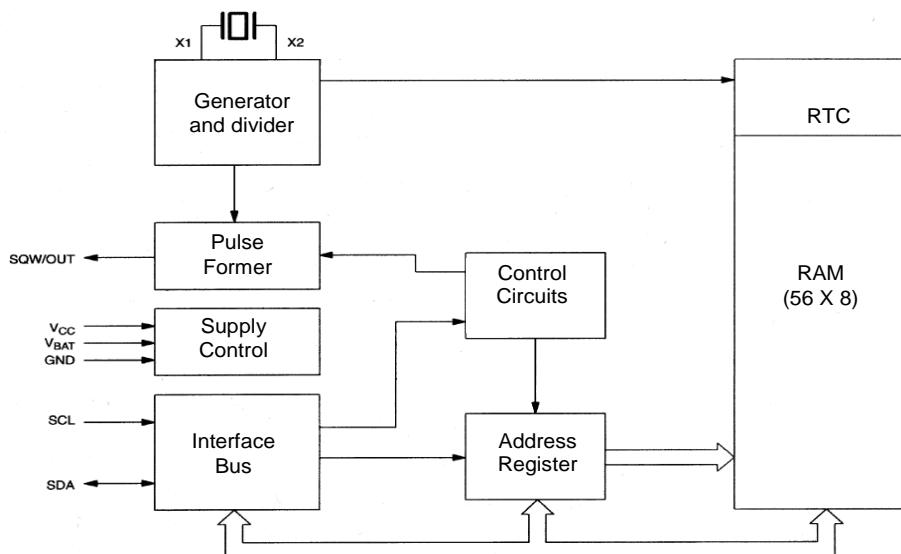 X1
X2
Generator
and divider
RTC
Pulse
Former
SQW/OUT
Control
Circuits
RAM
(56 X 8)
Supply
Control
VCC
VBAT
GND
SCL
Interface
Bus
Address
Register
SDA